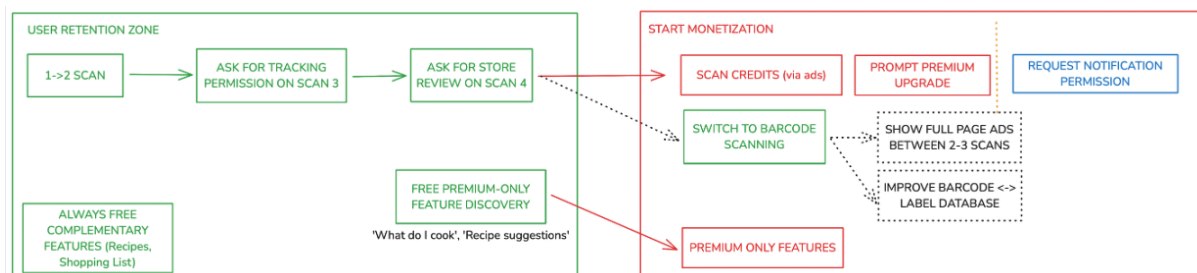 USER RETENTION ZONE
1->2 SCAN
ASK FOR TRACKING
PERMISSION ON SCAN 3
ASK FOR STORE
REVIEW ON SCAN 4
FREE PREMIUM-ONLY
FEATURE DISCOVERY
'What do I cook', 'Recipe suggestions'
ALWAYS FREE
COMPLEMENTARY
FEATURES (Recipes,
Shopping List)
START MONETIZATION
SCAN CREDITS (via ads)
PROMPT PREMIUM
UPGRADE
REQUEST NOTIFICATION
PERMISSION
SWITCH TO BARCODE
SCANNING
SHOW FULL PAGE ADS
BETWEEN 2-3 SCANS
IMPROVE BARCODE <->
LABEL DATABASE
PREMIUM ONLY FEATURES